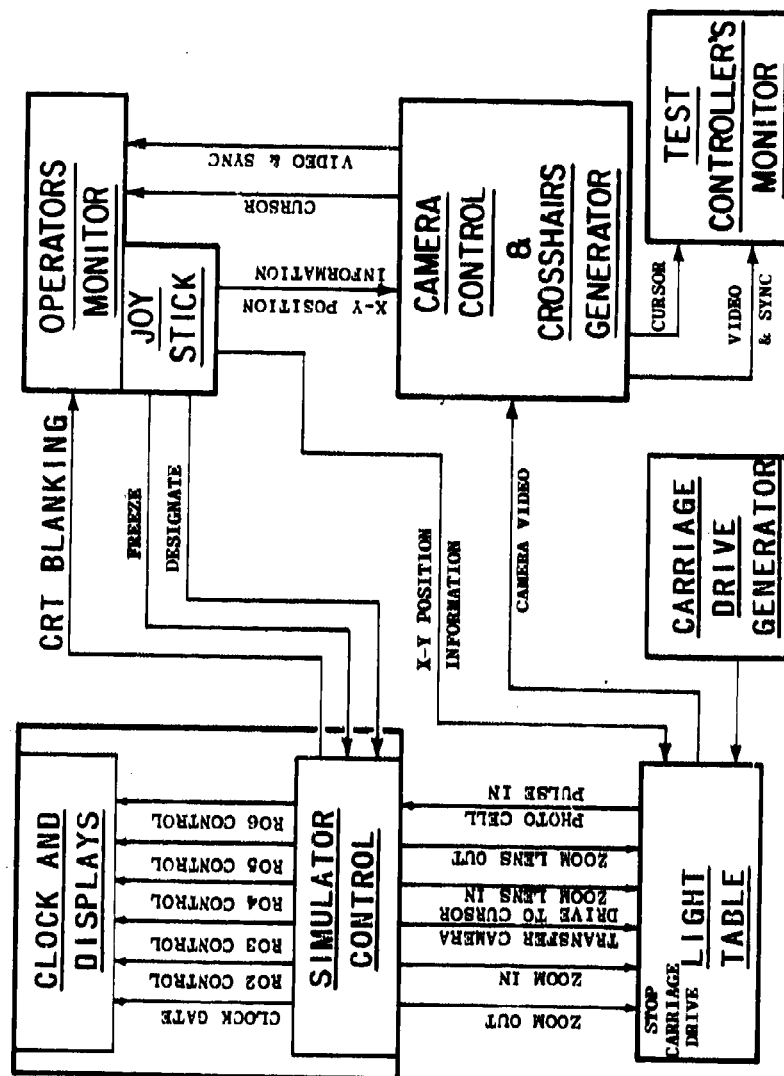 CLOCK AND
DISPLAYS
CLOCK GATE
RO2 CONTROL
RO3 CONTROL
RO4 CONTROL
RO5 CONTROL
RO6 CONTROL
SIMULATOR
CONTROL
CRT BLANKING
FREEZE
DESIGNATE
OPERATORS
MONITOR
JOY
STICK
X-Y POSITION
INFORMATION
CURSOR
VIDEO & SYNC
ZOOM OUT
ZOOM IN
TRANSFER CAMERA
DRIVE TO CURSOR
ZOOM LENS IN
ZOOM LENS OUT
PHOTO CELL
PULSE IN
X-Y POSITION
INFORMATION
CAMERA VIDEO
CAMERA
CONTROL
&
CROSSHAIRS
GENERATOR
STOP
CARRIAGE
DRIVE
LIGHT
TABLE
CARRIAGE
DRIVE
GENERATOR
CURSOR
VIDEO
& SYNC
TEST
CONTROLLER'S
MONITOR